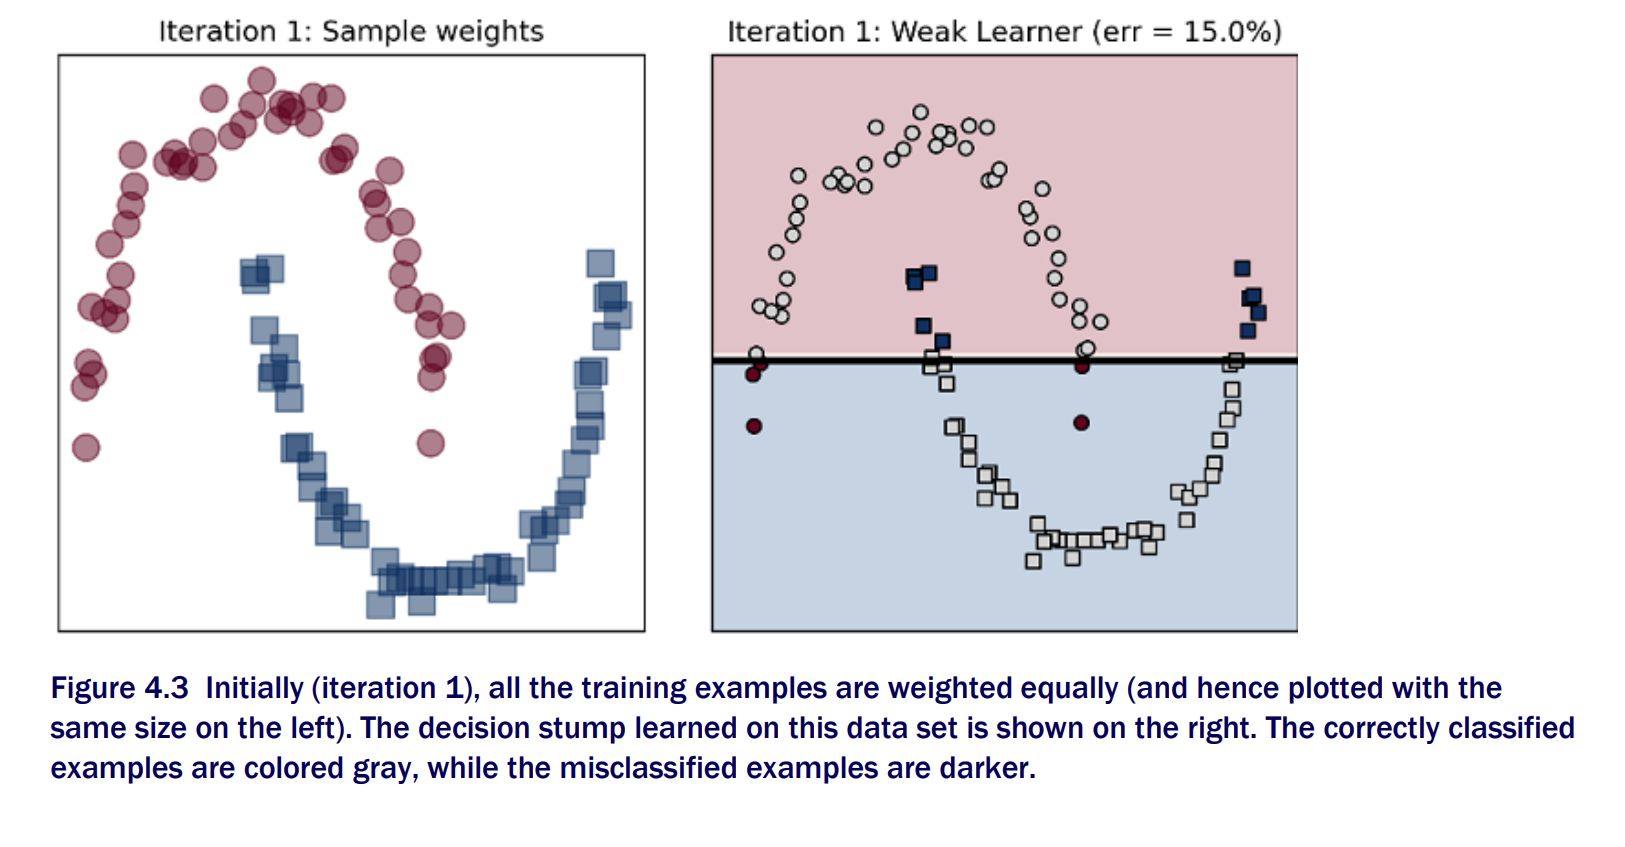 Iteration 1: Sample weights
Iteration 1: Weak Learner (err = 15.0%)
Figure 4.3 Initially (iteration 1), all the training examples are weighted equally (and hence plotted with the
same size on the left). The decision stump learned on this data set is shown on the right. The correctly classified
examples are colored gray, while the misclassified examples are darker.